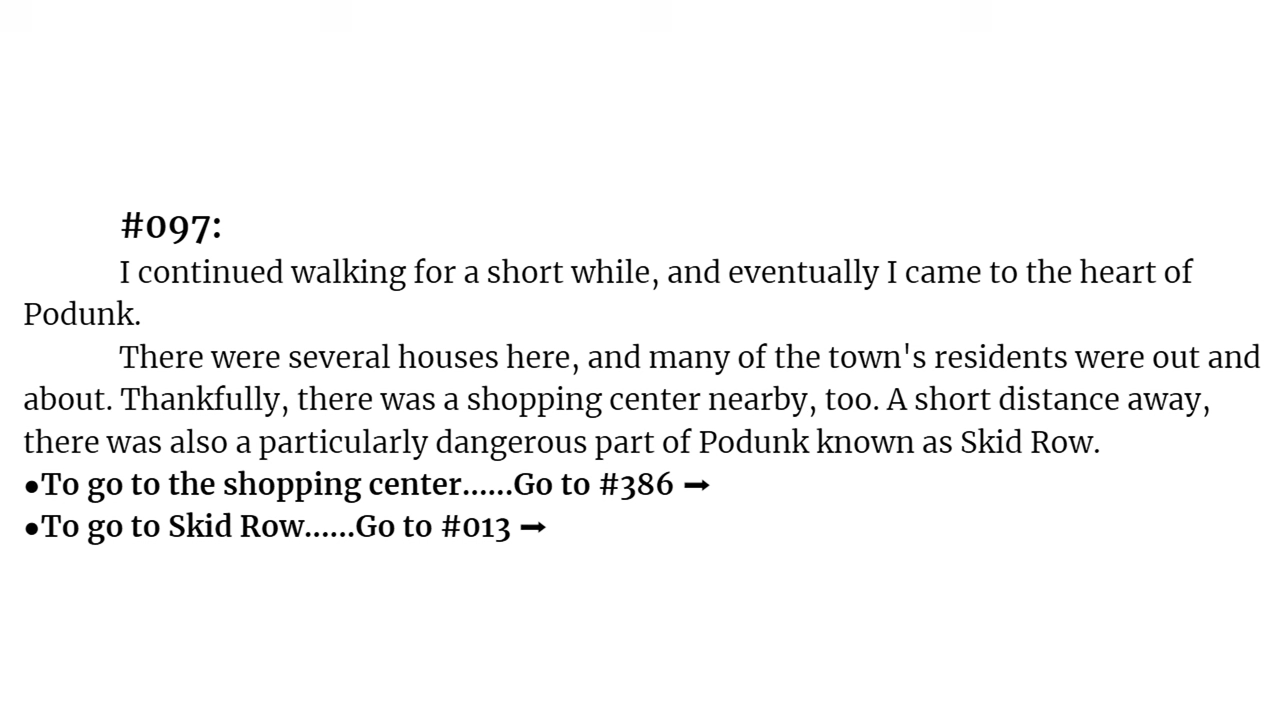 #097:
I continued walking for a short while, and eventually I came to the heart of
Podunk.
There were several houses here, and many of the town's residents were out and
about. Thankfully, there was a shopping center nearby, too. A short distance away,
there was also a particularly dangerous part of Podunk known as Skid Row.
●To go to the shopping center......Go to #386 ➞
●To go to Skid Row......Go to #013 ➞